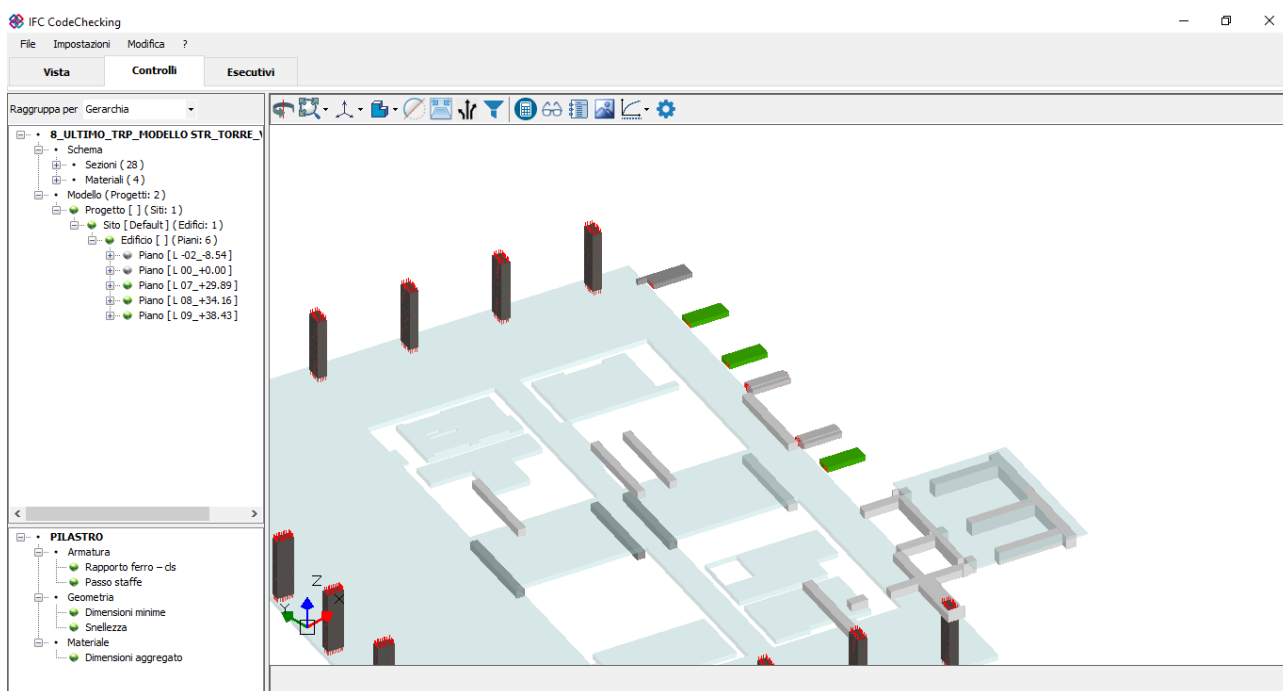 IFC CodeChecking
File Impostazioni Modifica ?
Vista Controlli Esecutivi
Raggruppa per Gerarchia
8_ULTIMO_TRP_MODELLO STR_TORRE_
Schema
Sezioni ( 28 )
Materiali ( 4 )
Modello ( Progetti: 2 )
Progetto [ ] ( Siti: 1 )
Sito [ Default ] ( Edifici: 1 )
Edificio [ ] ( Piani: 6 )
Piano [ L -02_-8.54 ]
Piano [ L 00_+0.00 ]
Piano [ L 07_+29.89 ]
Piano [ L 08_+34.16 ]
Piano [ L 09_+38.43 ]
PILASTRO
Armatura
Rapporto ferro – cls
Passo staffe
Geometria
Dimensioni minime
Snellezza
Materiale
Dimensioni aggregato
Z
Y X